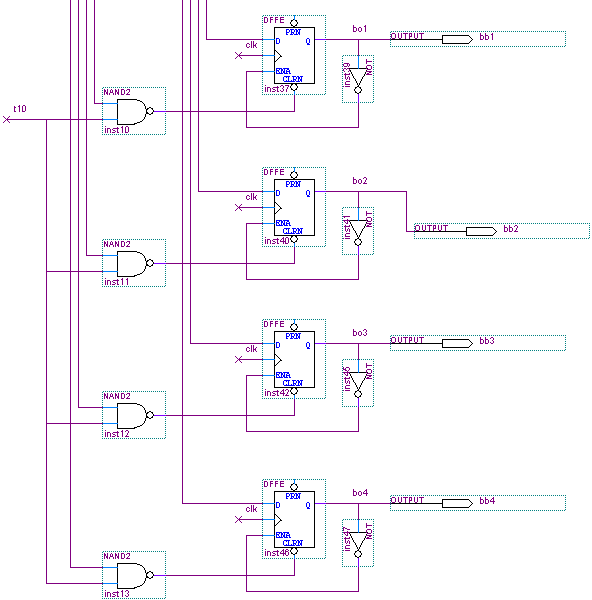 DFFE
bo1
PRN
D
Q
clk
ENA
CLRN
inst37
OUTPUT
bb1
inst39
NOT
NAND2
inst10
t10
DFFE
bo2
PRN
D
Q
clk
ENA
CLRN
inst40
OUTPUT
bb2
inst41
NOT
NAND2
inst11
DFFE
bo3
PRN
D
Q
clk
ENA
CLRN
inst42
OUTPUT
bb3
NOT
NAND2
inst12
DFFE
bo4
PRN
D
Q
clk
ENA
CLRN
inst46
OUTPUT
bb4
inst47
NOT
NAND2
inst13